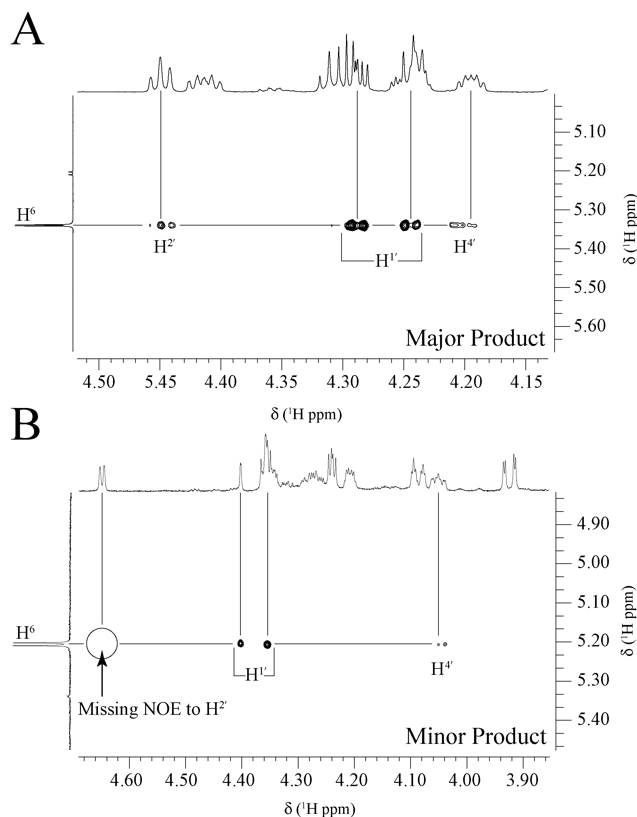 A
5.10
5.20
5.30
5.40
5.50
5.60
δ (¹H ppm)
H⁶
H²′
H¹′
H⁴′
Major Product
4.50
5.45
4.40
4.35
4.30
4.25
4.20
4.15
δ (¹H ppm)
B
4.90
5.00
5.10
5.20
5.30
5.40
δ (¹H ppm)
H⁶
H¹′
H⁴′
Missing NOE to H²′
Minor Product
4.60
4.40
4.30
4.20
4.10
4.00
3.90
δ (¹H ppm)